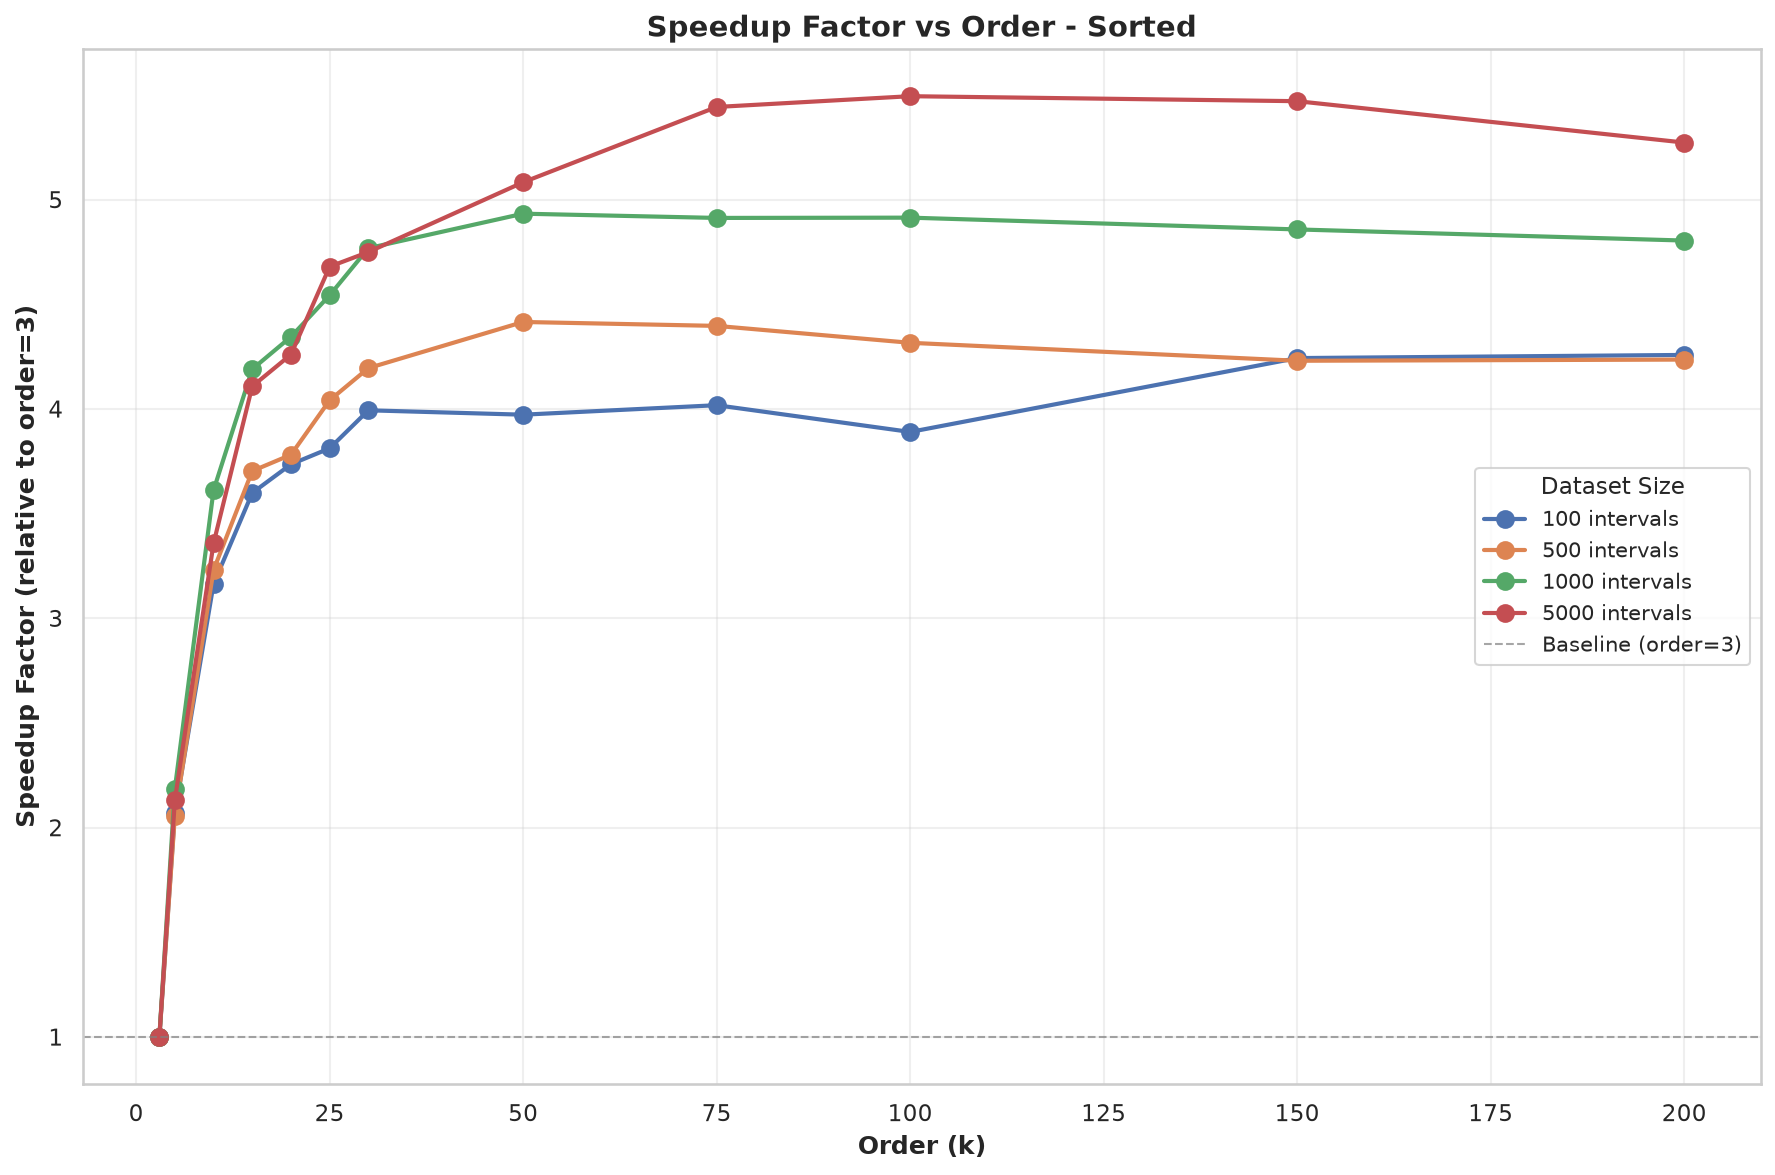 Speedup Factor vs Order - Sorted
Speedup Factor (relative to order=3)
5
4
3
2
1
Dataset Size
100 intervals
500 intervals
1000 intervals
5000 intervals
Baseline (order=3)
0 25 50 75 100 125 150 175 200
Order (k)